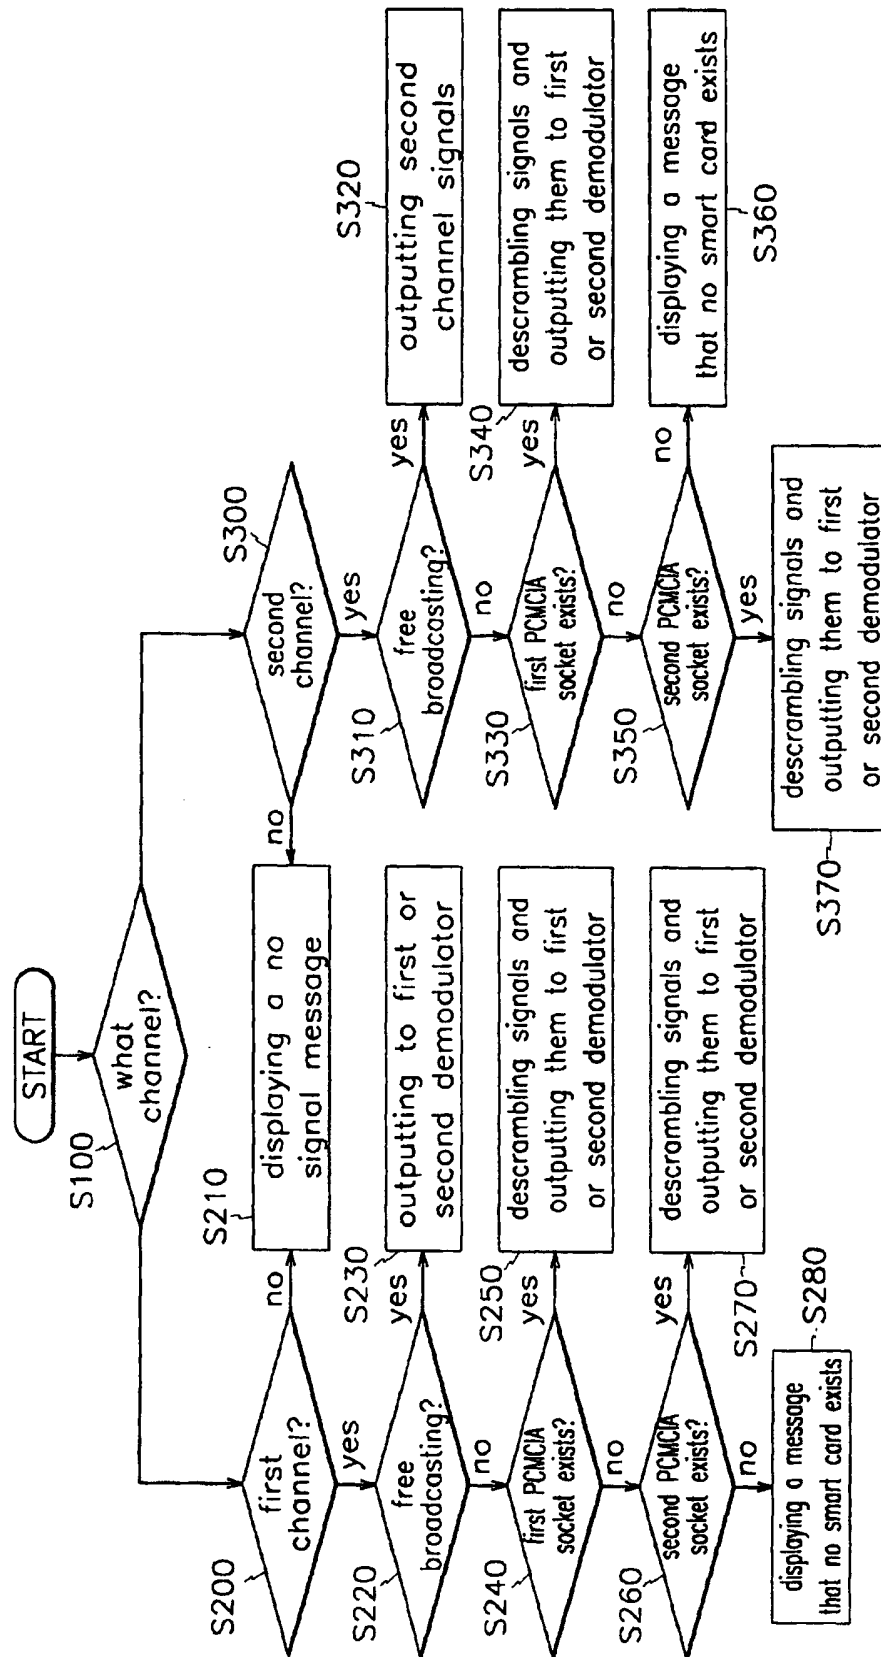 START
S100
what
channel?
S200
first
channel?
no
yes
S210
displaying a no
signal message
S220
free
broadcasting?
yes
no
S230
outputting to first or
second demodulator
S240
first PCMCIA
socket exists?
yes
no
S250
descrambling signals and
outputting them to first
or second demodulator
S260
second PCMCIA
socket exists?
yes
no
S270
descrambling signals and
outputting them to first
or second demodulator
S280
displaying a message
that no smart card exists
S300
second
channel?
no
yes
S310
free
broadcasting?
yes
no
S320
outputting second
channel signals
S330
first PCMCIA
socket exists?
yes
no
S340
descrambling signals and
outputting them to first
or second demodulator
S350
second PCMCIA
socket exists?
no
yes
S360
displaying a message
that no smart card exists
S370
descrambling signals and
outputting them to first
or second demodulator